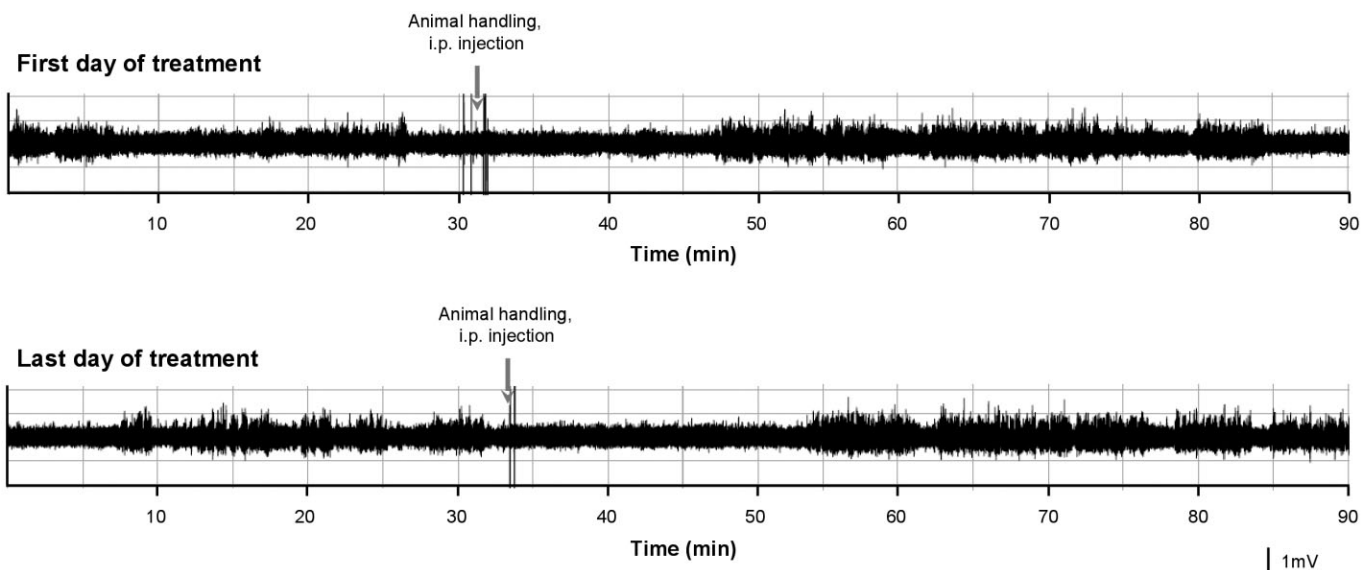 Animal handling,
i.p. injection
First day of treatment
10 20 30 40 50 60 70 80 90
Time (min)
Animal handling,
i.p. injection
Last day of treatment
10 20 30 40 50 60 70 80 90
Time (min)
1mV